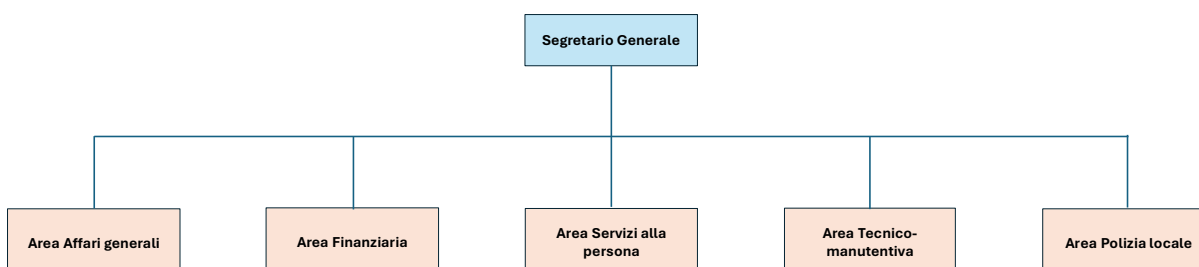 Segretario Generale
Area Affari generali
Area Finanziaria
Area Servizi alla
persona
Area Tecnico-
manutentiva
Area Polizia locale